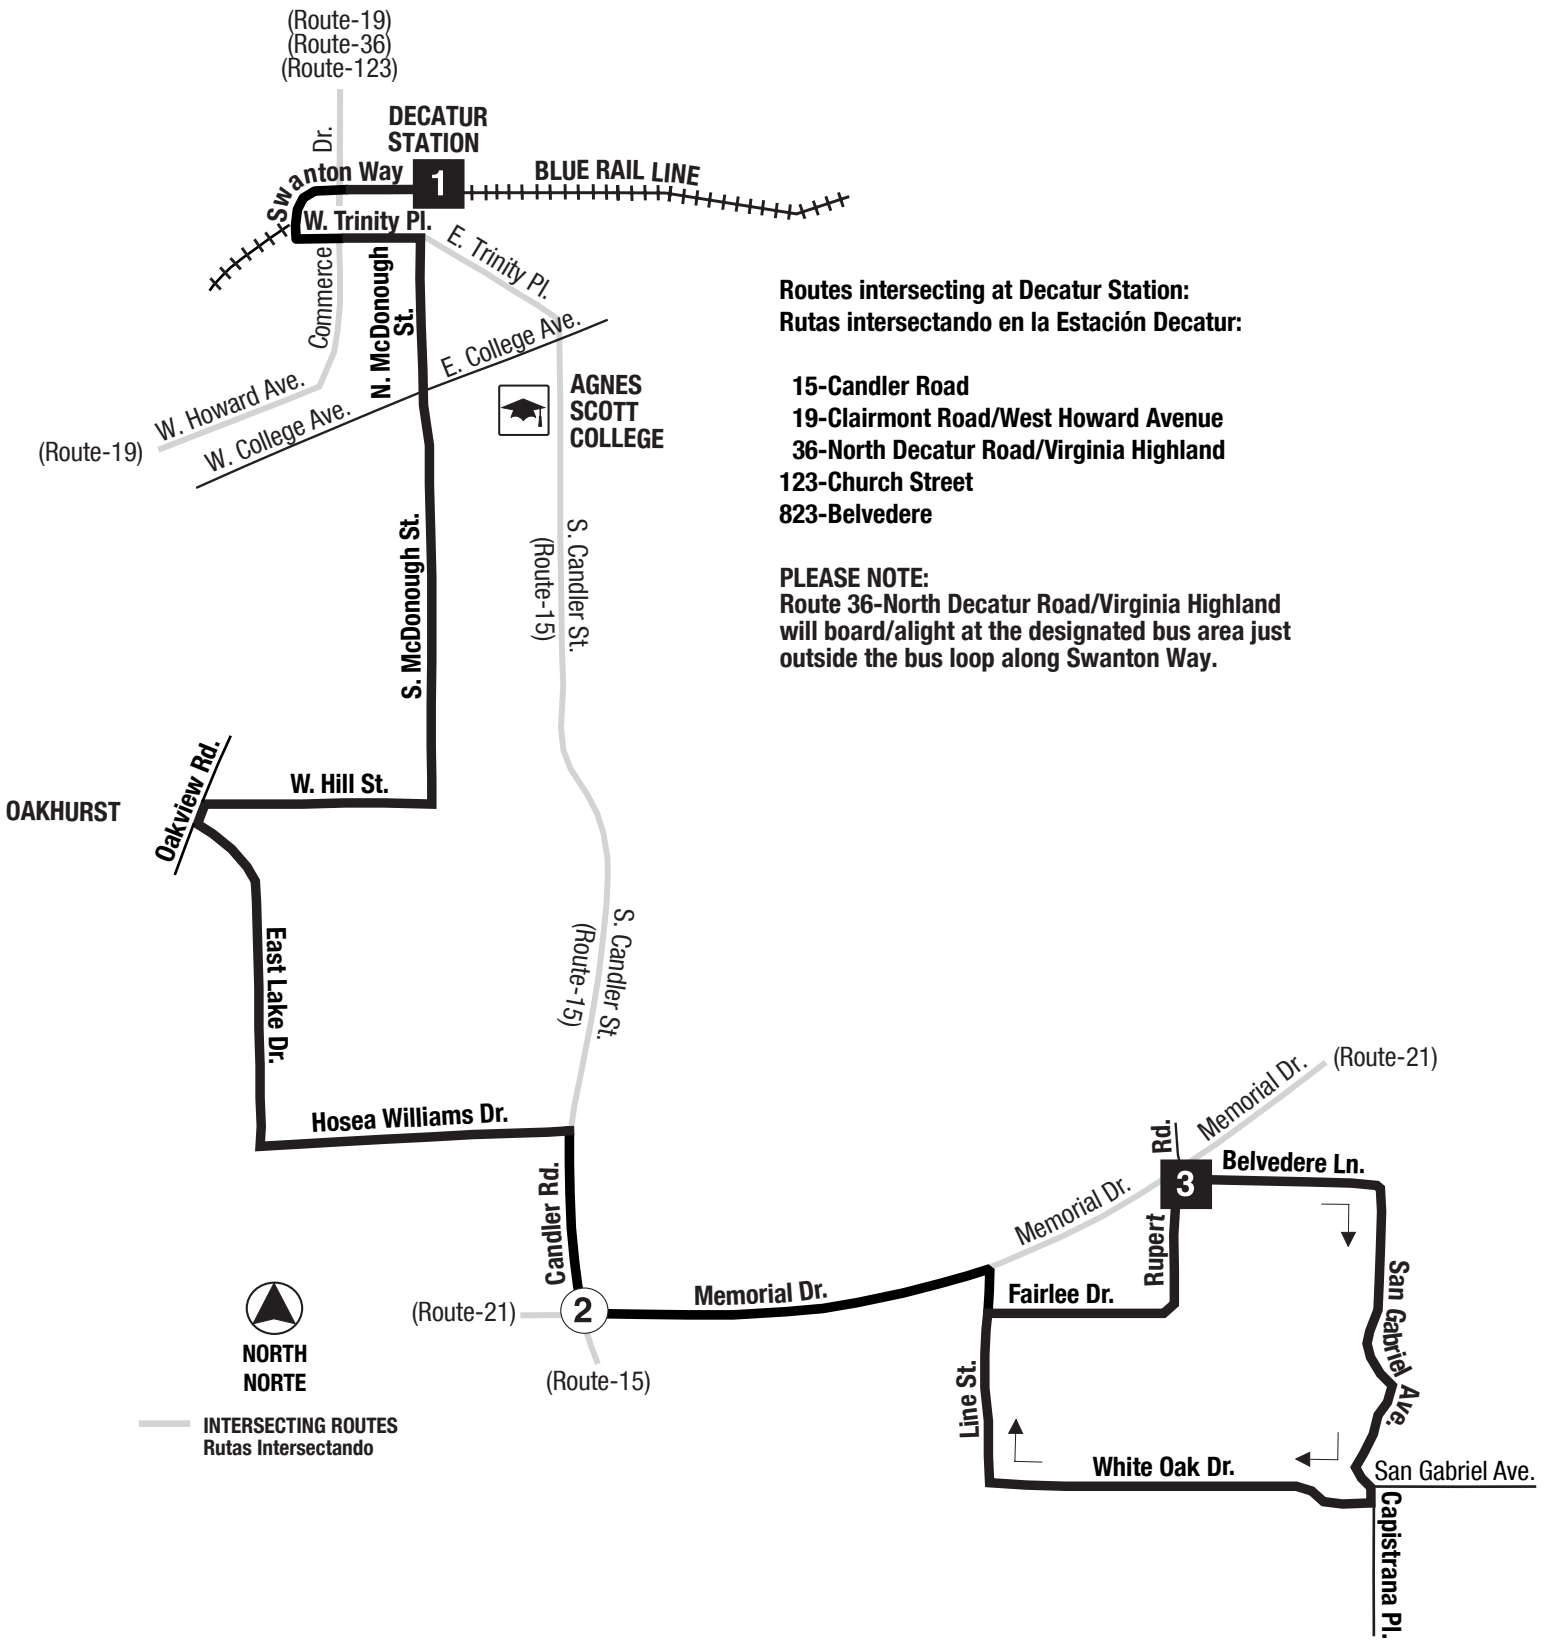 (Route-19)
(Route-36)
(Route-123)
DECATUR
STATION
1
Dr.
Swanton Way
BLUE RAIL LINE
W. Trinity Pl.
E. Trinity Pl.
Commerce
N. McDonough
St.
E. College Ave.
W. Howard Ave.
(Route-19)
W. College Ave.
AGNES
SCOTT
COLLEGE
Routes intersecting at Decatur Station:
Rutas intersectando en la Estación Decatur:
15-Candler Road
19-Clairmont Road/West Howard Avenue
36-North Decatur Road/Virginia Highland
123-Church Street
823-Belvedere
PLEASE NOTE:
Route 36-North Decatur Road/Virginia Highland
will board/alight at the designated bus area just
outside the bus loop along Swanton Way.
S. McDonough St.
S. Candler St.
(Route-15)
W. Hill St.
Oakview Rd.
OAKHURST
East Lake Dr.
S. Candler St.
(Route-15)
Hosea Williams Dr.
Candler Rd.
(Route-21)
2
(Route-15)
Memorial Dr.
Memorial Dr.
Memorial Dr.
(Route-21)
Rd.
3
Belvedere Ln.
Rupert
Fairlee Dr.
San Gabriel Ave.
Line St.
White Oak Dr.
San Gabriel Ave.
Capistrana Pl.
NORTH
NORTE
INTERSECTING ROUTES
Rutas Intersectando